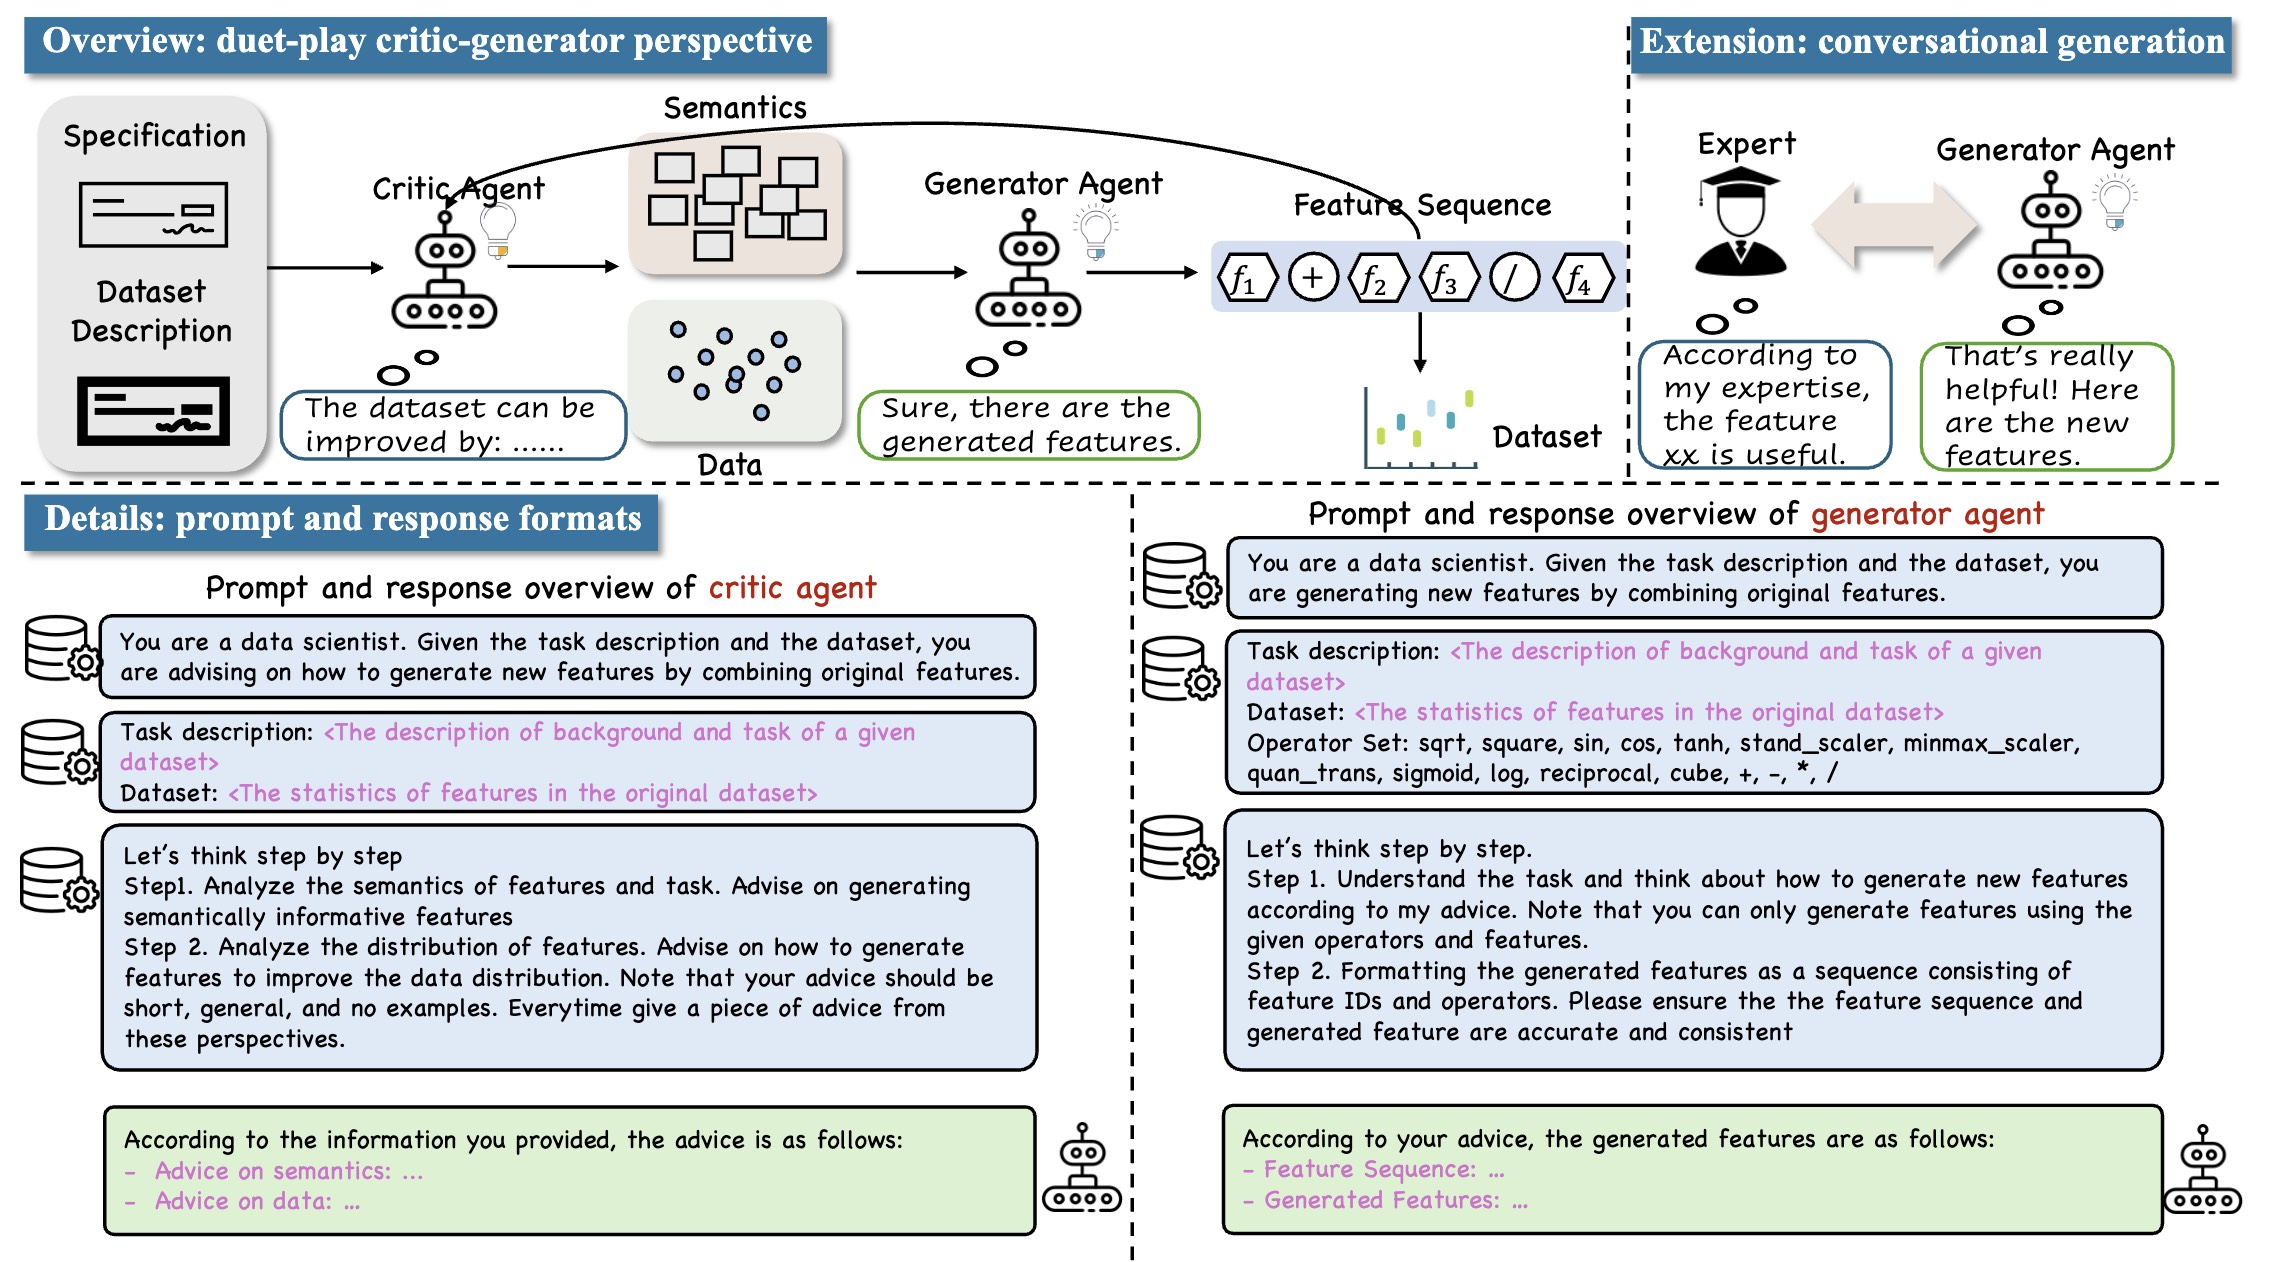 Overview: duet-play critic-generator perspective
Specification
Dataset
Description
Critic Agent
The dataset can be
improved by: ......
Semantics
Data
Generator Agent
Sure, there are the
generated features.
Feature Sequence
f1 + f2 f3 / f4
Dataset
Extension: conversational generation
Expert
According to
my expertise,
the feature
xx is useful.
Generator Agent
That's really
helpful! Here
are the new
features.
Details: prompt and response formats
Prompt and response overview of critic agent
You are a data scientist. Given the task description and the dataset, you
are advising on how to generate new features by combining original features.
Task description: <The description of background and task of a given
dataset>
Dataset: <The statistics of features in the original dataset>
Let's think step by step
Step1. Analyze the semantics of features and task. Advise on generating
semantically informative features
Step 2. Analyze the distribution of features. Advise on how to generate
features to improve the data distribution. Note that your advice should be
short, general, and no examples. Everytime give a piece of advice from
these perspectives.
According to the information you provided, the advice is as follows:
- Advice on semantics: ...
- Advice on data: ...
Prompt and response overview of generator agent
You are a data scientist. Given the task description and the dataset, you
are generating new features by combining original features.
Task description: <The description of background and task of a given
dataset>
Dataset: <The statistics of features in the original dataset>
Operator Set: sqrt, square, sin, cos, tanh, stand_scaler, minmax_scaler,
quan_trans, sigmoid, log, reciprocal, cube, +, -, *, /
Let's think step by step.
Step 1. Understand the task and think about how to generate new features
according to my advice. Note that you can only generate features using the
given operators and features.
Step 2. Formatting the generated features as a sequence consisting of
feature IDs and operators. Please ensure the the feature sequence and
generated feature are accurate and consistent
According to your advice, the generated features are as follows:
- Feature Sequence: ...
- Generated Features: ...